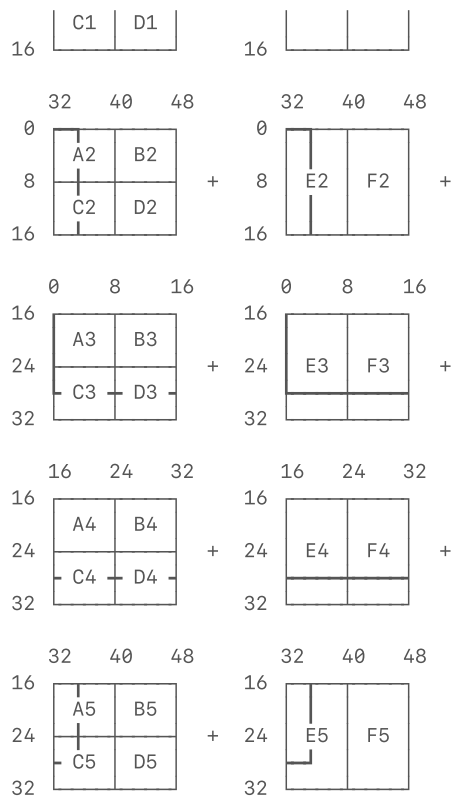 C1 D1
16 16
32 40 48 32 40 48
0 0
A2 B2
8 + 8 E2 F2 +
C2 D2
16 16
0 8 16 0 8 16
16 16
A3 B3
24 + 24 E3 F3 +
C3 D3
32 32
16 24 32 16 24 32
16 16
A4 B4
24 + 24 E4 F4 +
C4 D4
32 32
32 40 48 32 40 48
16 16
A5 B5
24 + 24 E5 F5
C5 D5
32 32